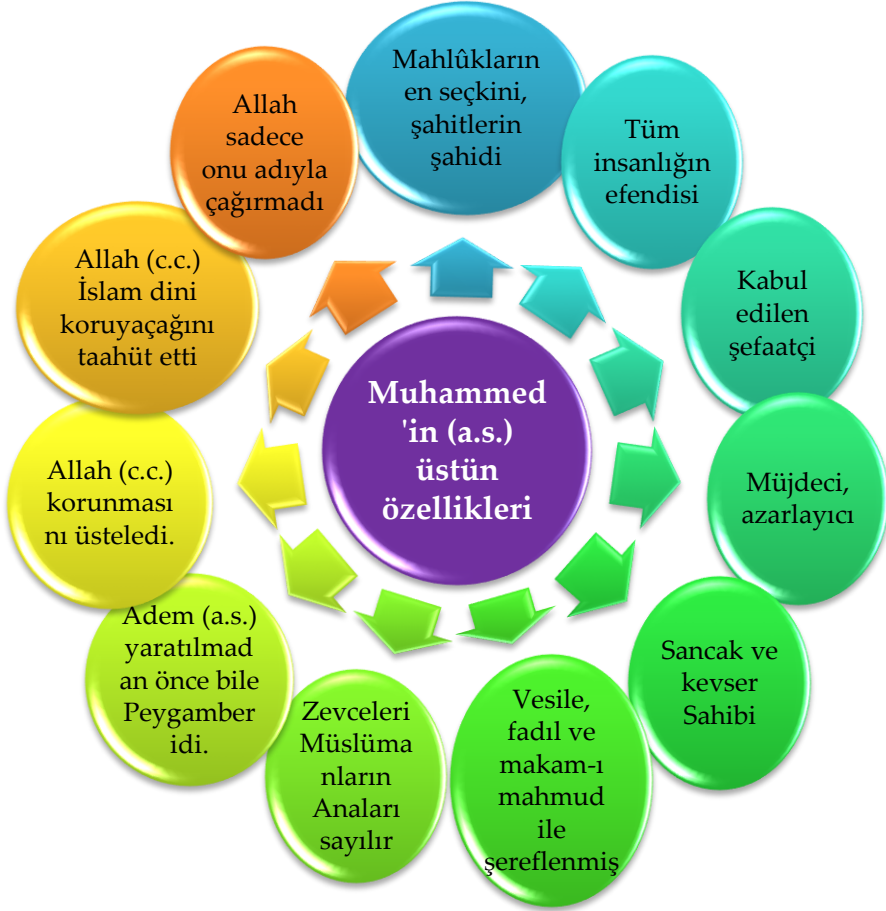 Muhammed
'in (a.s.)
üstün
özellikleri
Mahlûkların
en seçkini,
şahitlerin
şahidi
Tüm
insanlığın
efendisi
Kabul
edilen
şefaatçi
Müjdeci,
azarlayıcı
Sancak ve
kevser
Sahibi
Vesile,
fadıl ve
makam-ı
mahmud
ile
şereflenmiş
Zevceleri
Müslüma
nların
Anaları
sayılır
Adem (a.s.)
yaratılmad
an önce bile
Peygamber
idi.
Allah (c.c.)
korunması
nı üsteledi.
Allah (c.c.)
İslam dini
koruyaçağını
taahüt etti
Allah
sadece
onu adıyla
çağırmadı